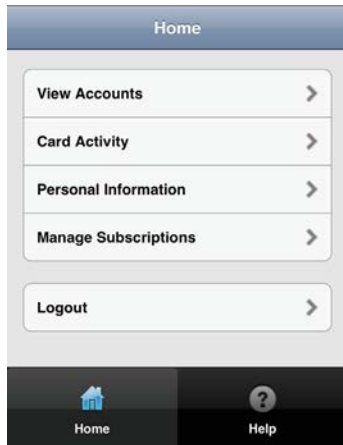 Home
View Accounts
Card Activity
Personal Information
Manage Subscriptions
Logout
?
Home
Help